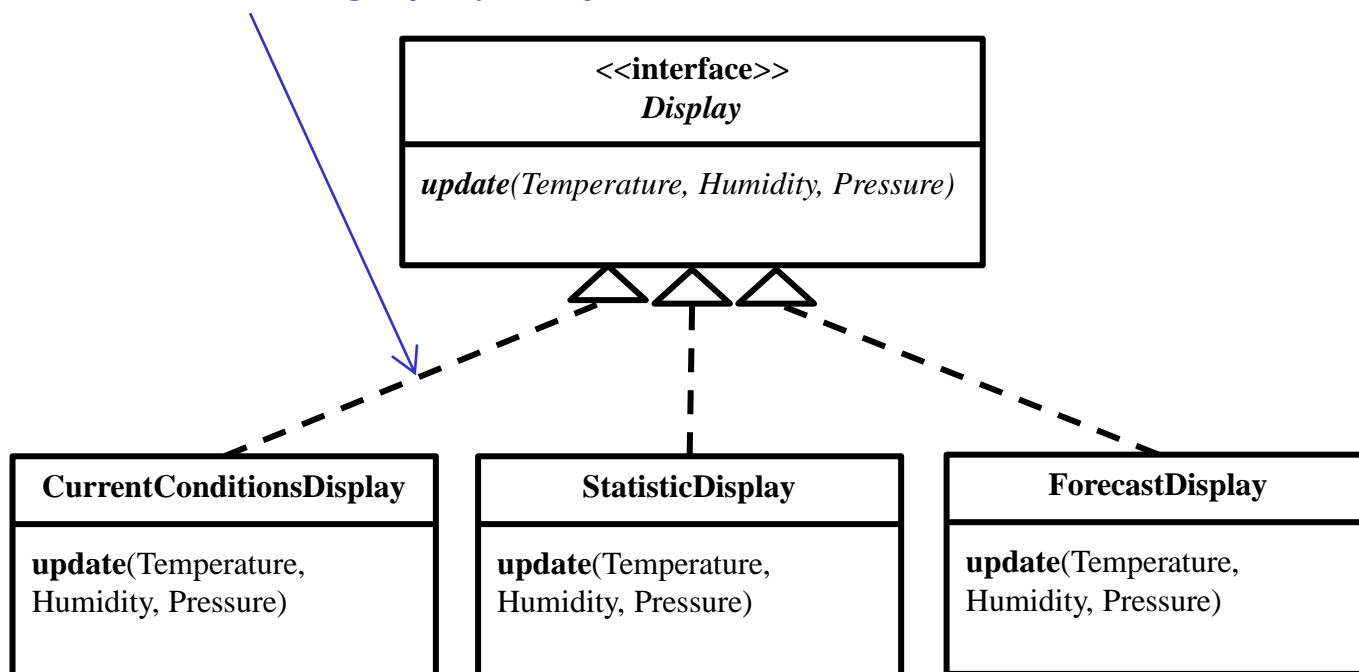 <<interface>>
Display
update(Temperature, Humidity, Pressure)
CurrentConditionsDisplay
update(Temperature,
Humidity, Pressure)
StatisticDisplay
update(Temperature,
Humidity, Pressure)
ForecastDisplay
update(Temperature,
Humidity, Pressure)